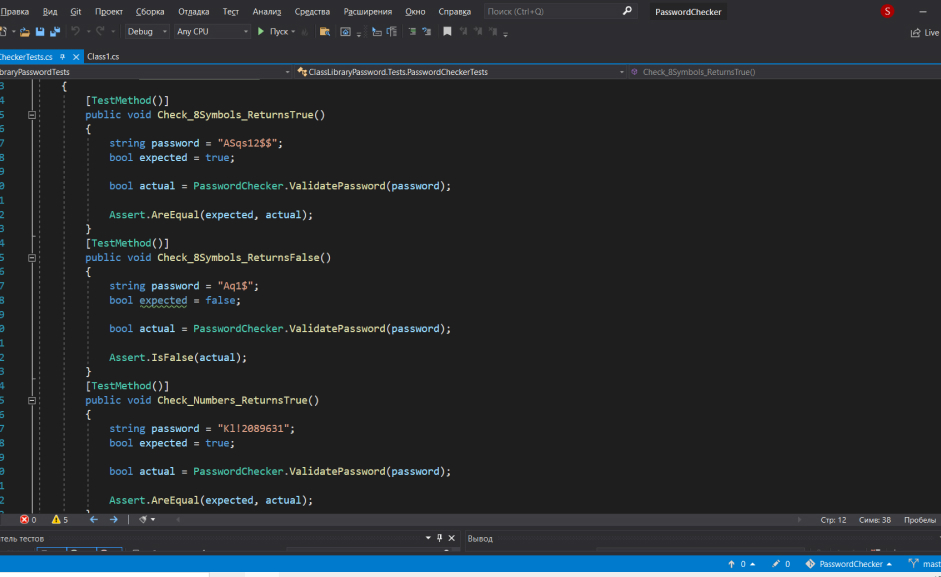 Правка Вид Git Проект Сборка Отладка Тест Анализ Средства Расширения Окно Справка Поиск (Ctrl+Q) PasswordChecker S
Debug Any CPU Пуск Live
CheckerTests.cs Class1.cs
braryPasswordTests ClassLibraryPassword.Tests.PasswordCheckerTests Check_8Symbols_ReturnsTrue()
3 {
4 [TestMethod()]
5 public void Check_8Symbols_ReturnsTrue()
6 {
7 string password = "ASqs12$$";
8 bool expected = true;
9
0 bool actual = PasswordChecker.ValidatePassword(password);
1
2 Assert.AreEqual(expected, actual);
3 }
4 [TestMethod()]
5 public void Check_8Symbols_ReturnsFalse()
6 {
7 string password = "Aq1$";
8 bool expected = false;
9
0 bool actual = PasswordChecker.ValidatePassword(password);
1
2 Assert.IsFalse(actual);
3 }
4 [TestMethod()]
5 public void Check_Numbers_ReturnsTrue()
6 {
7 string password = "Kl!2089631";
8 bool expected = true;
9
0 bool actual = PasswordChecker.ValidatePassword(password);
1
2 Assert.AreEqual(expected, actual);
0 5 Стр: 12 Симв: 38 Пробелы
тель тестов Вывод
0 0 PasswordChecker mast